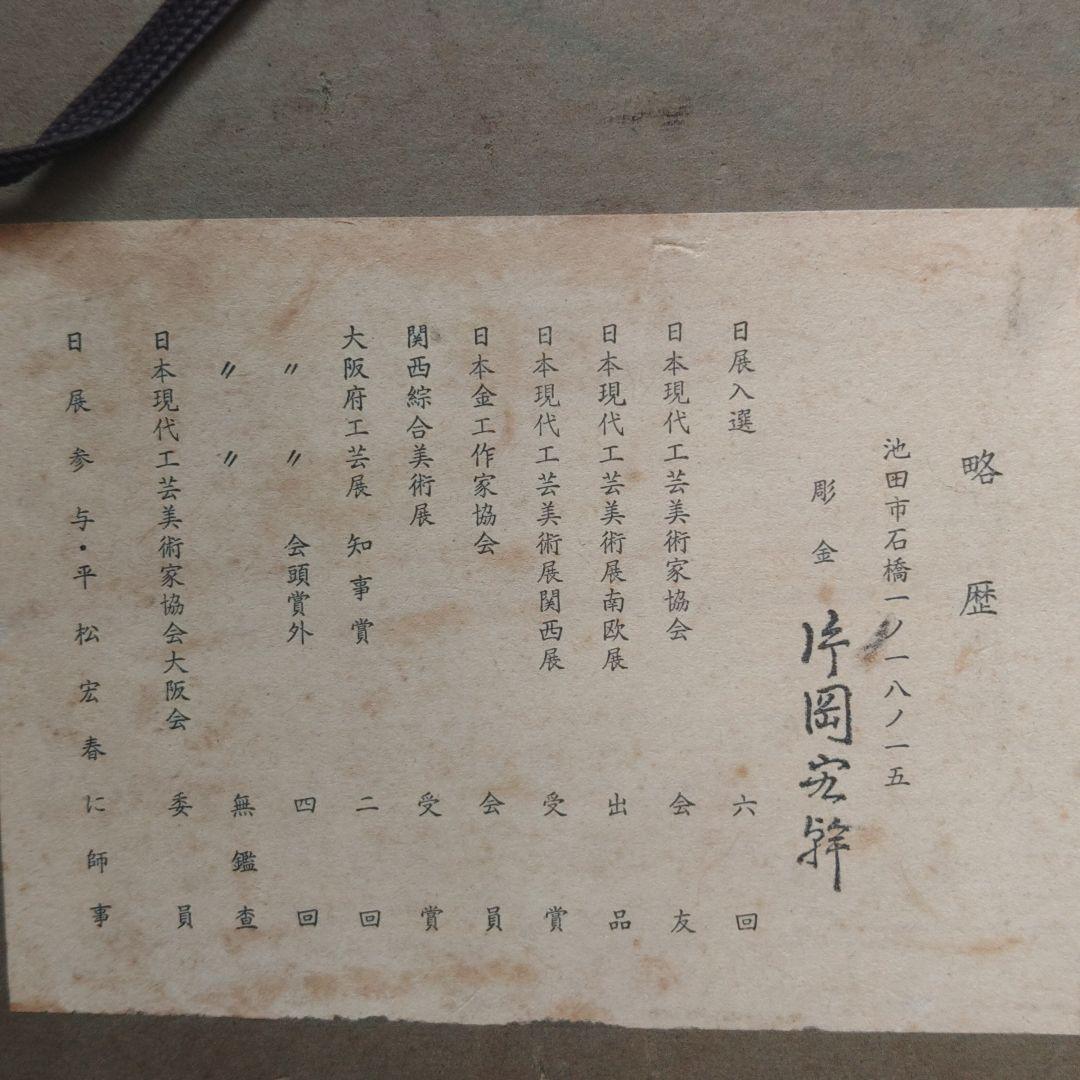 略歴
池田市石橋一ノ一八ノ一五
彫金 片岡宏幹
日展入選 六回
日本現代工芸美術家協会 会友
日本現代工芸美術展南欧展 出品
日本現代工芸美術展関西展 受賞
日本金工作家協会 会員
関西綜合美術展 受賞
大阪府工芸展 知事賞 二回
〃 〃 会頭賞外 四回
〃 〃 無鑑査
日本現代工芸美術家協会大阪会 委員
日展参与・平松宏春に師事